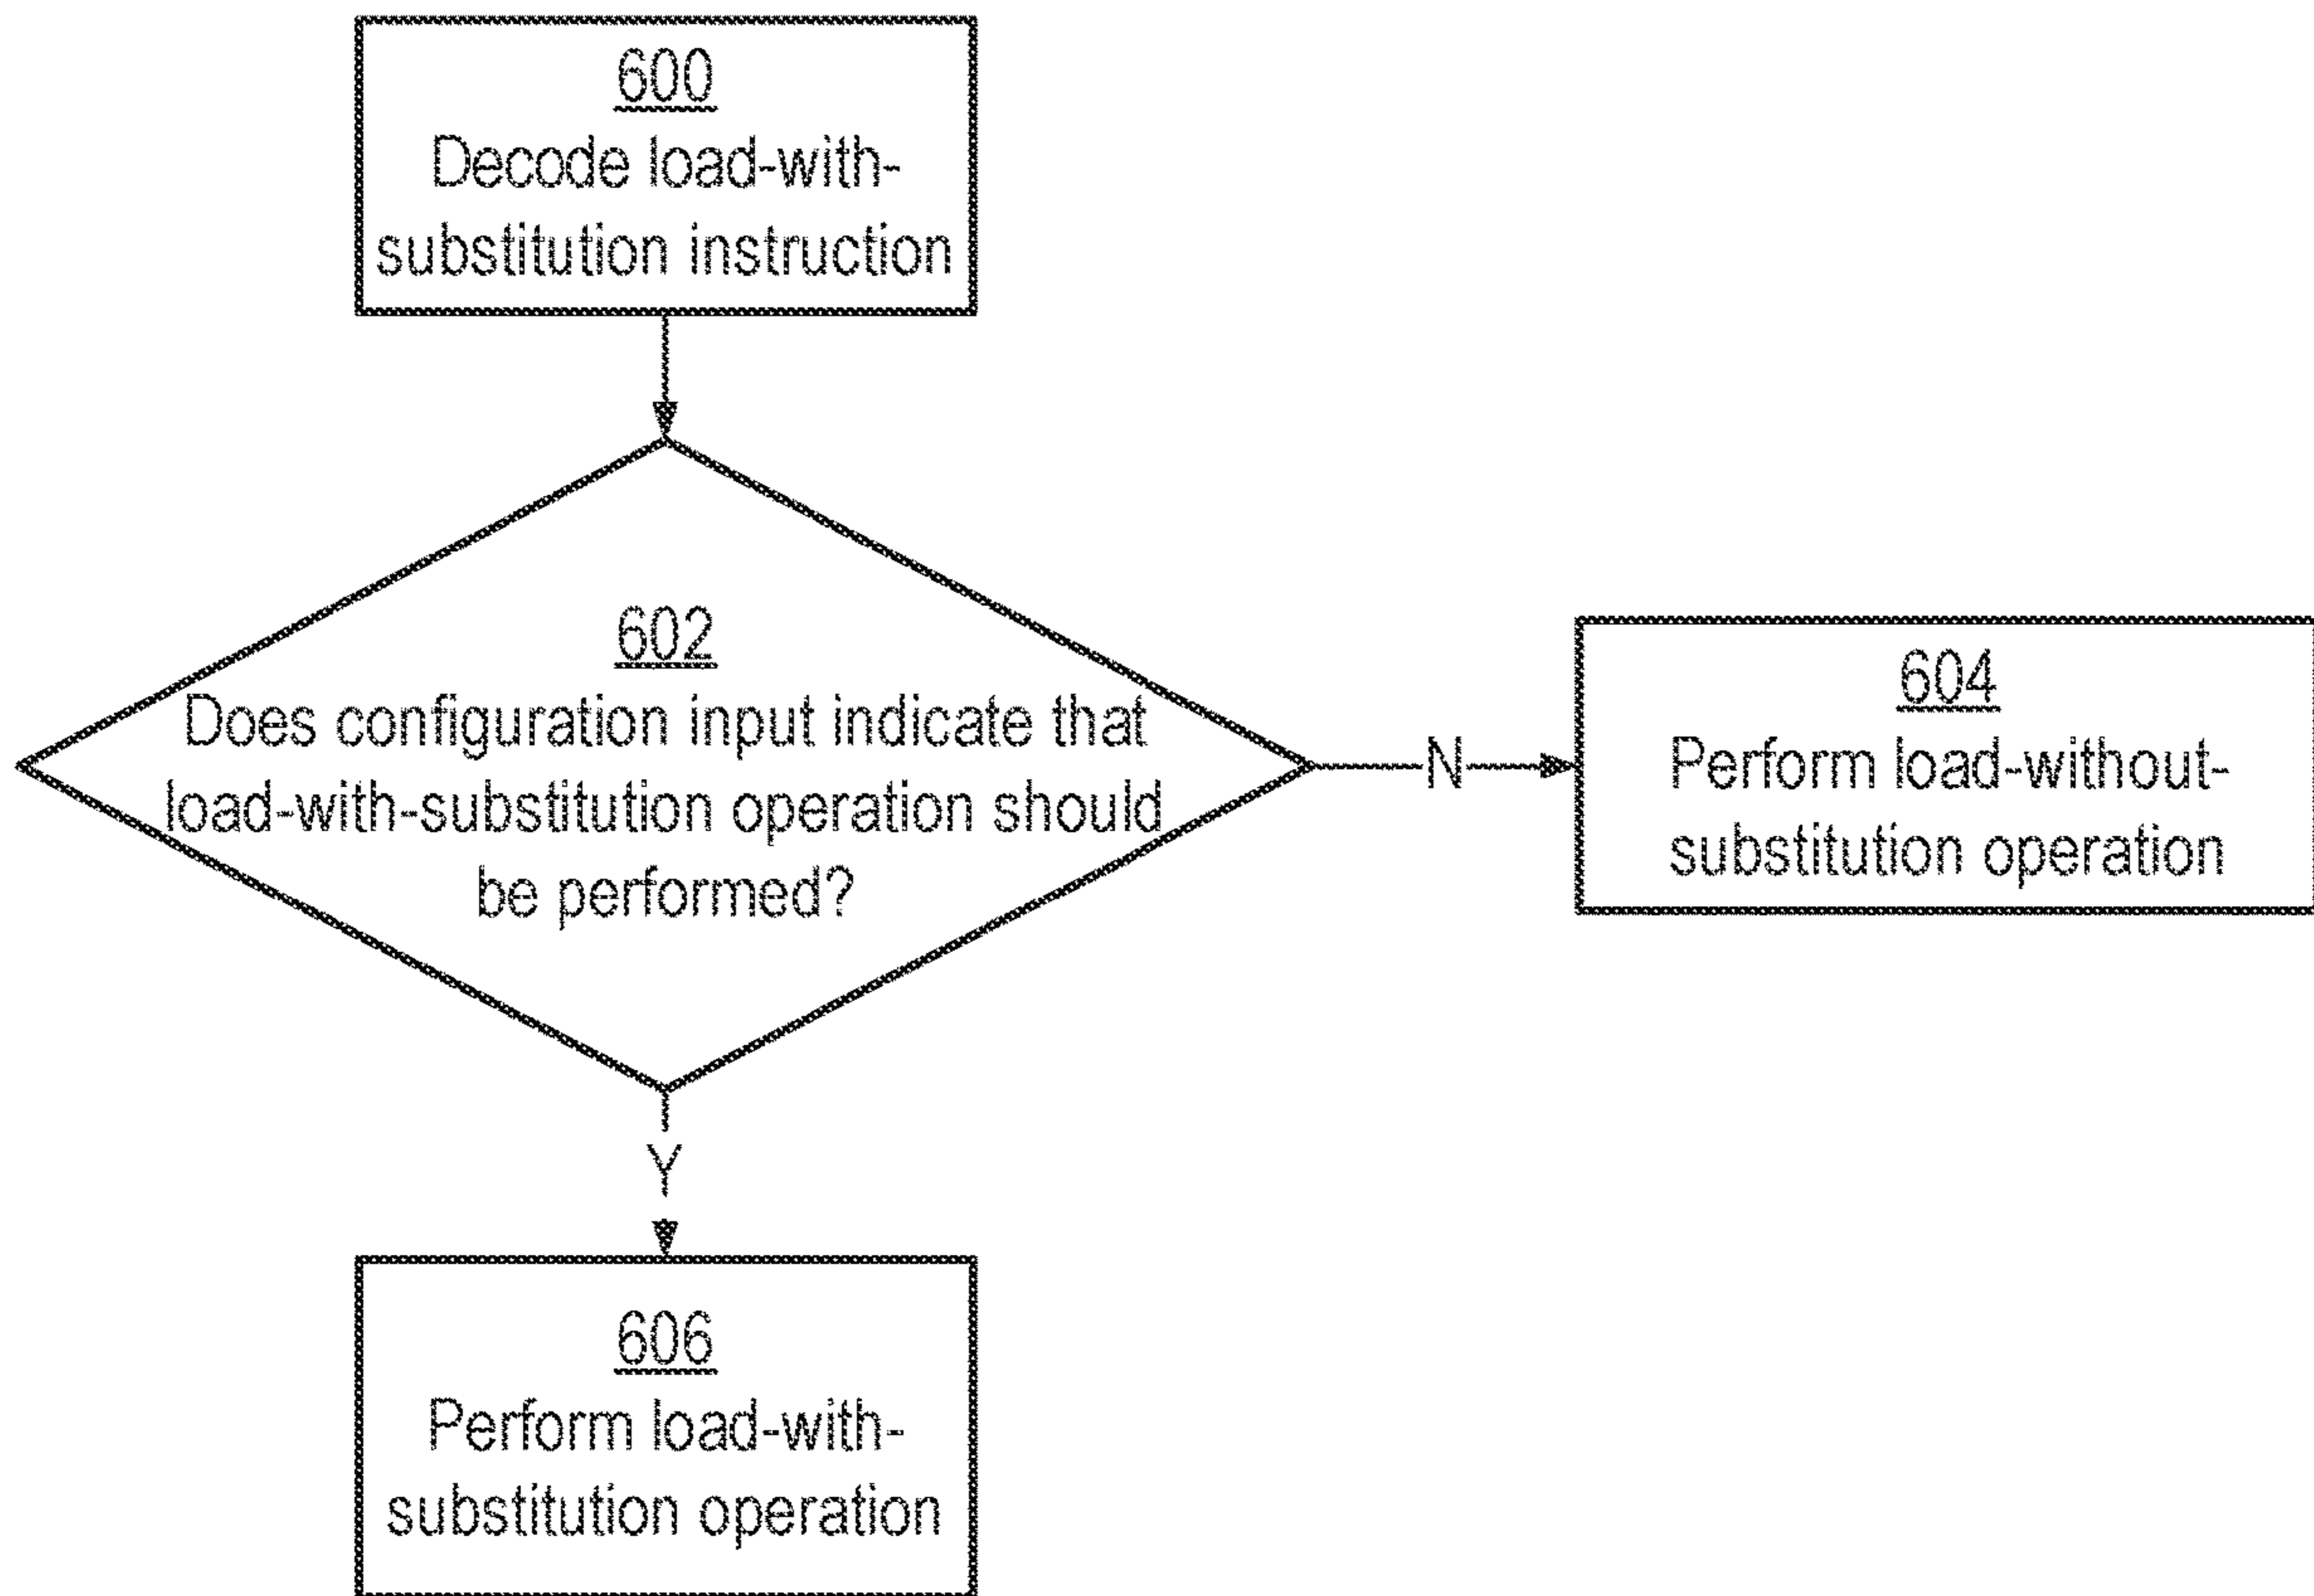 600
Decode load-with-
substitution instruction
602
Does configuration input indicate that
load-with-substitution operation should
be performed?
N
604
Perform load-without-
substitution operation
Y
606
Perform load-with-
substitution operation